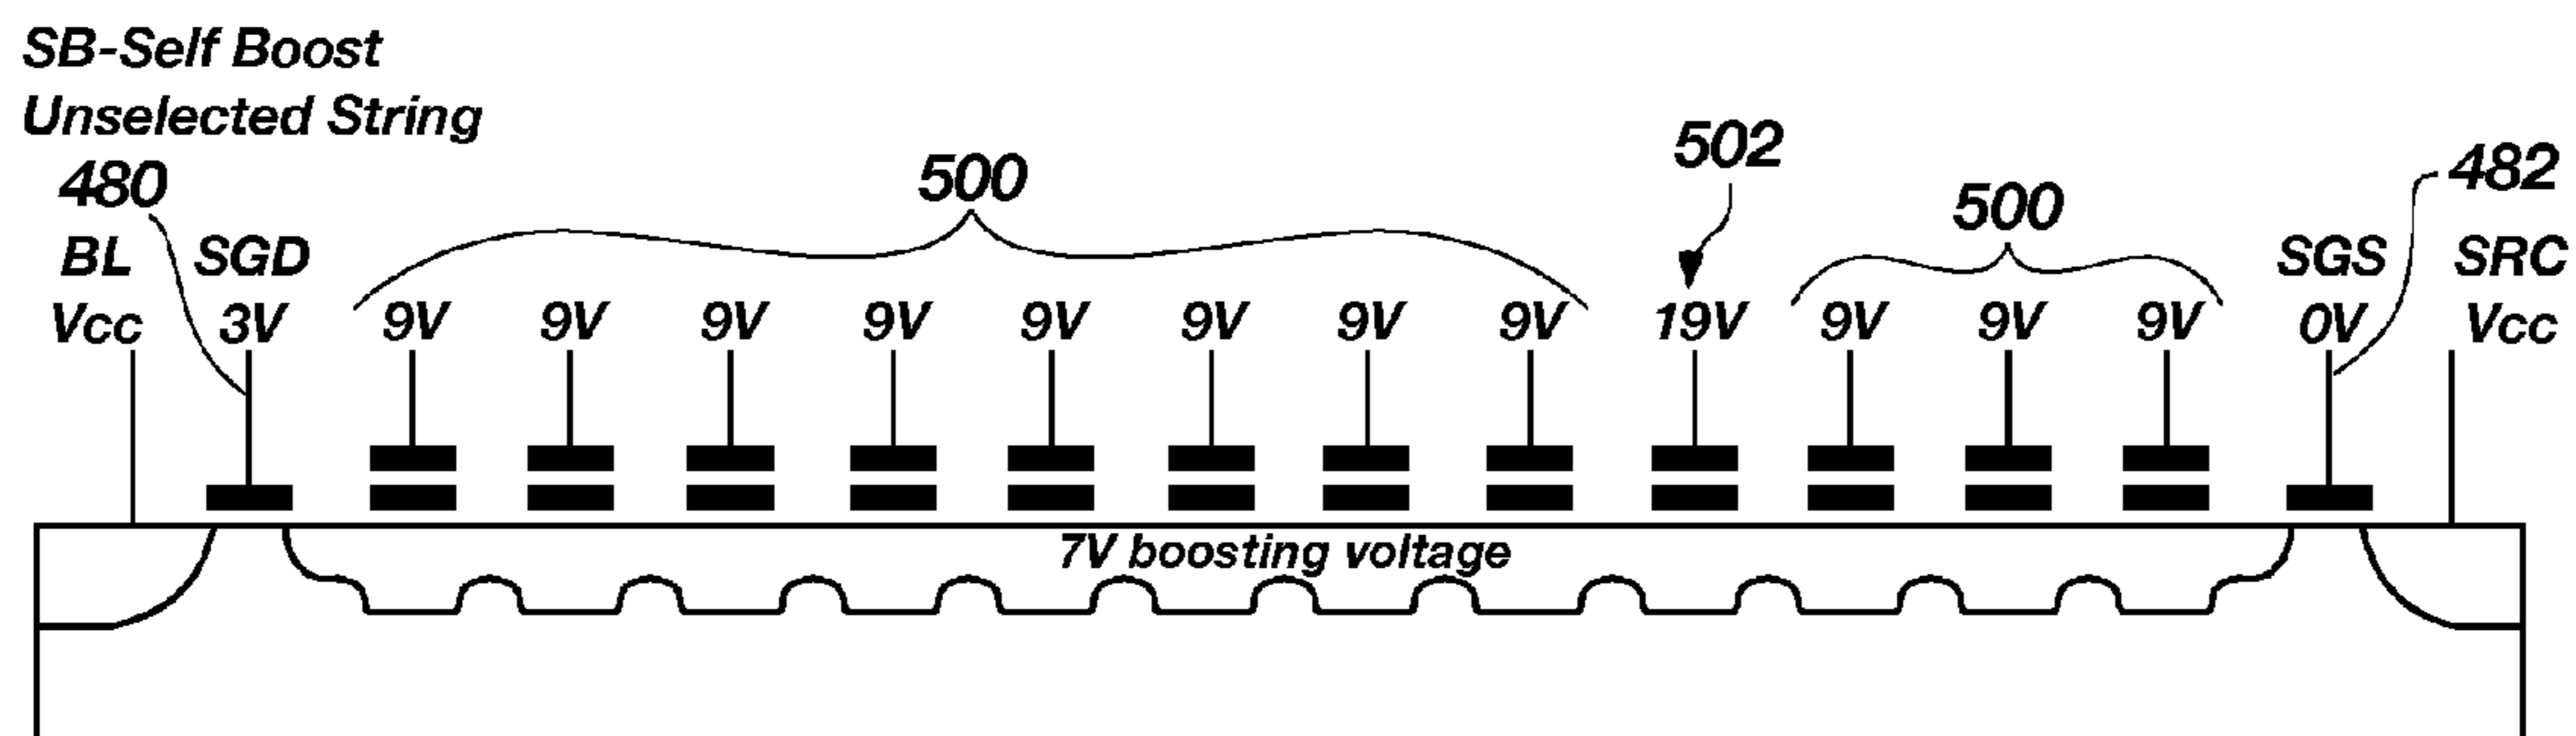 SB-Self Boost
Unselected String
480
500
502
500
482
BL SGD SGS SRC
Vcc 3V 9V 9V 9V 9V 9V 9V 9V 9V 19V 9V 9V 9V 0V Vcc
7V boosting voltage